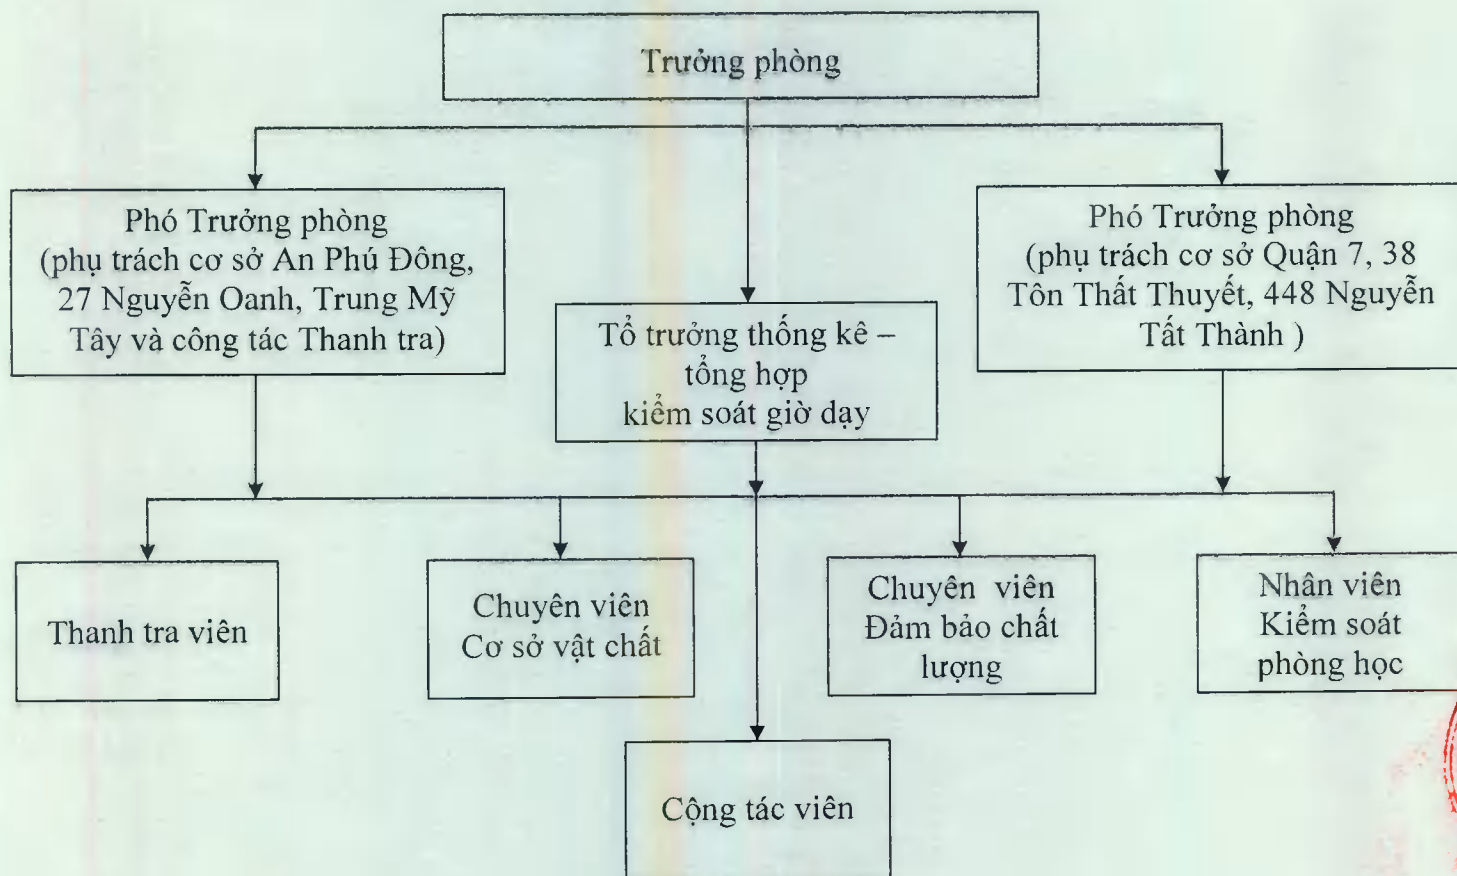 Trưởng phòng
Phó Trưởng phòng
(phụ trách cơ sở An Phú Đông,
27 Nguyễn Oanh, Trung Mỹ
Tây và công tác Thanh tra)
Tổ trưởng thống kê –
tổng hợp
kiểm soát giờ dạy
Phó Trưởng phòng
(phụ trách cơ sở Quận 7, 38
Tôn Thất Thuyết, 448 Nguyễn
Tất Thành )
Thanh tra viên
Chuyên viên
Cơ sở vật chất
Chuyên viên
Đảm bảo chất
lượng
Nhân viên
Kiểm soát
phòng học
Cộng tác viên